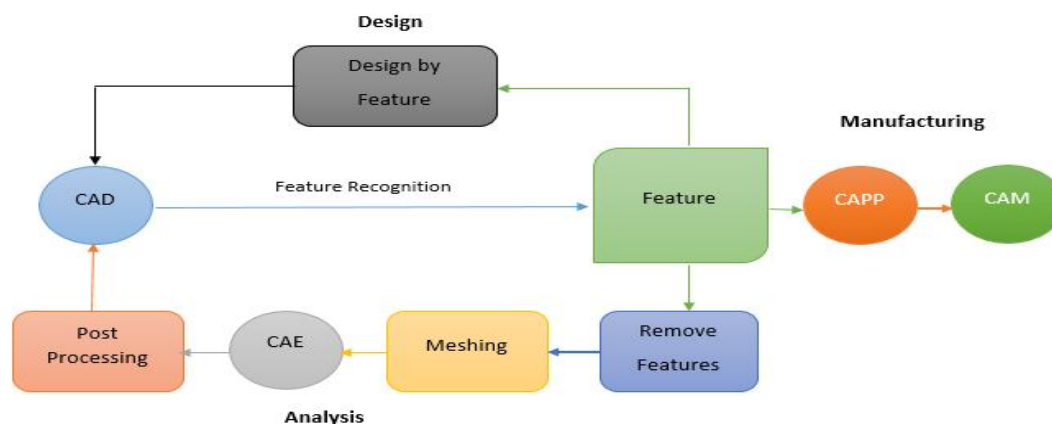 Design
Design by
Feature
Manufacturing
CAD
Feature Recognition
Feature
CAPP
CAM
Post
Processing
CAE
Meshing
Remove
Features
Analysis